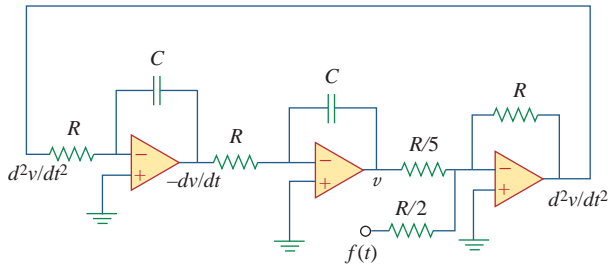 C
C
R
R
R
R/5
d²v/dt²
–dv/dt
v
d²v/dt²
R/2
f(t)
− +
− +
− +